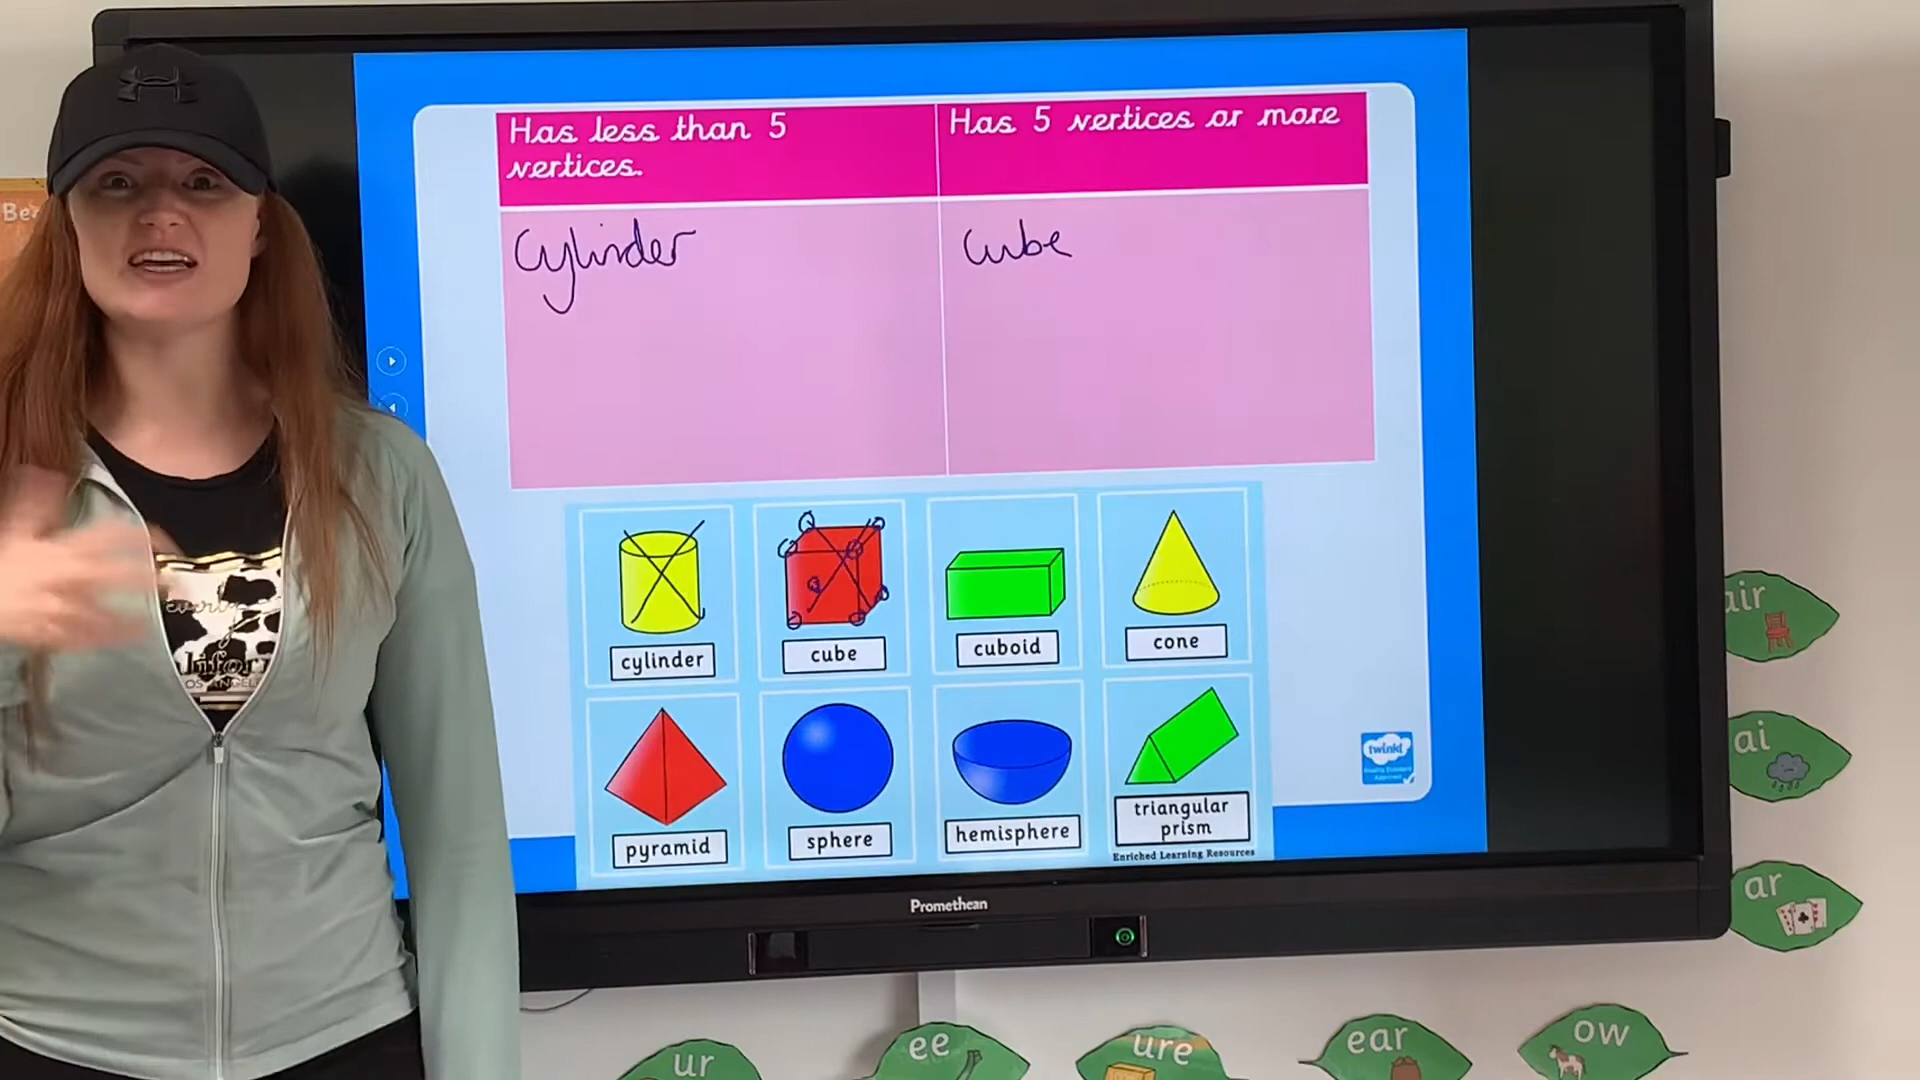 Has less than 5
vertices.
Has 5 vertices or more
Cylinder
Cube
cylinder
cube
cuboid
cone
pyramid
sphere
hemisphere
triangular
prism
Enriched Learning Resources
twinkl
Promethean
air
ai
ar
ur
ee
ure
ear
ow